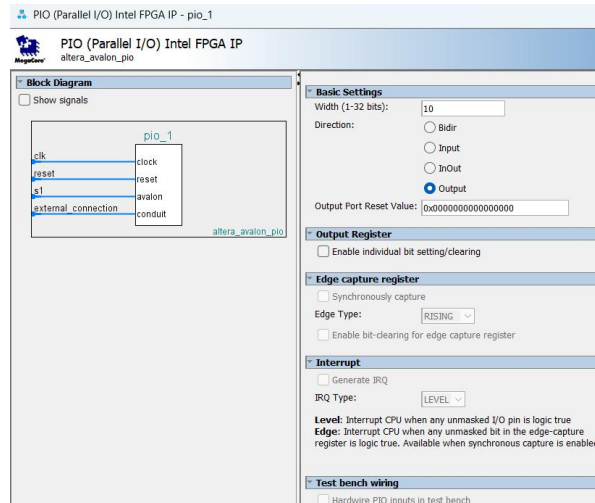 PIO (Parallel I/O) Intel FPGA IP - pio_1
PIO (Parallel I/O) Intel FPGA IP
altera_avalon_pio
MegaCore'
Block Diagram
Show signals
pio_1
clk
clock
reset
reset
s1
avalon
external_connection
conduit
altera_avalon_pio
Basic Settings
Width (1-32 bits):
10
Direction:
Bidir
Input
InOut
Output
Output Port Reset Value:
0x0000000000000000
Output Register
Enable individual bit setting/clearing
Edge capture register
Synchronously capture
Edge Type:
RISING
Enable bit-clearing for edge capture register
Interrupt
Generate IRQ
IRQ Type:
LEVEL
Level: Interrupt CPU when any unmasked I/O pin is logic true
Edge: Interrupt CPU when any unmasked bit in the edge-capture
register is logic true. Available when synchronous capture is enable
Test bench wiring
Hardwire PIO inputs in test bench